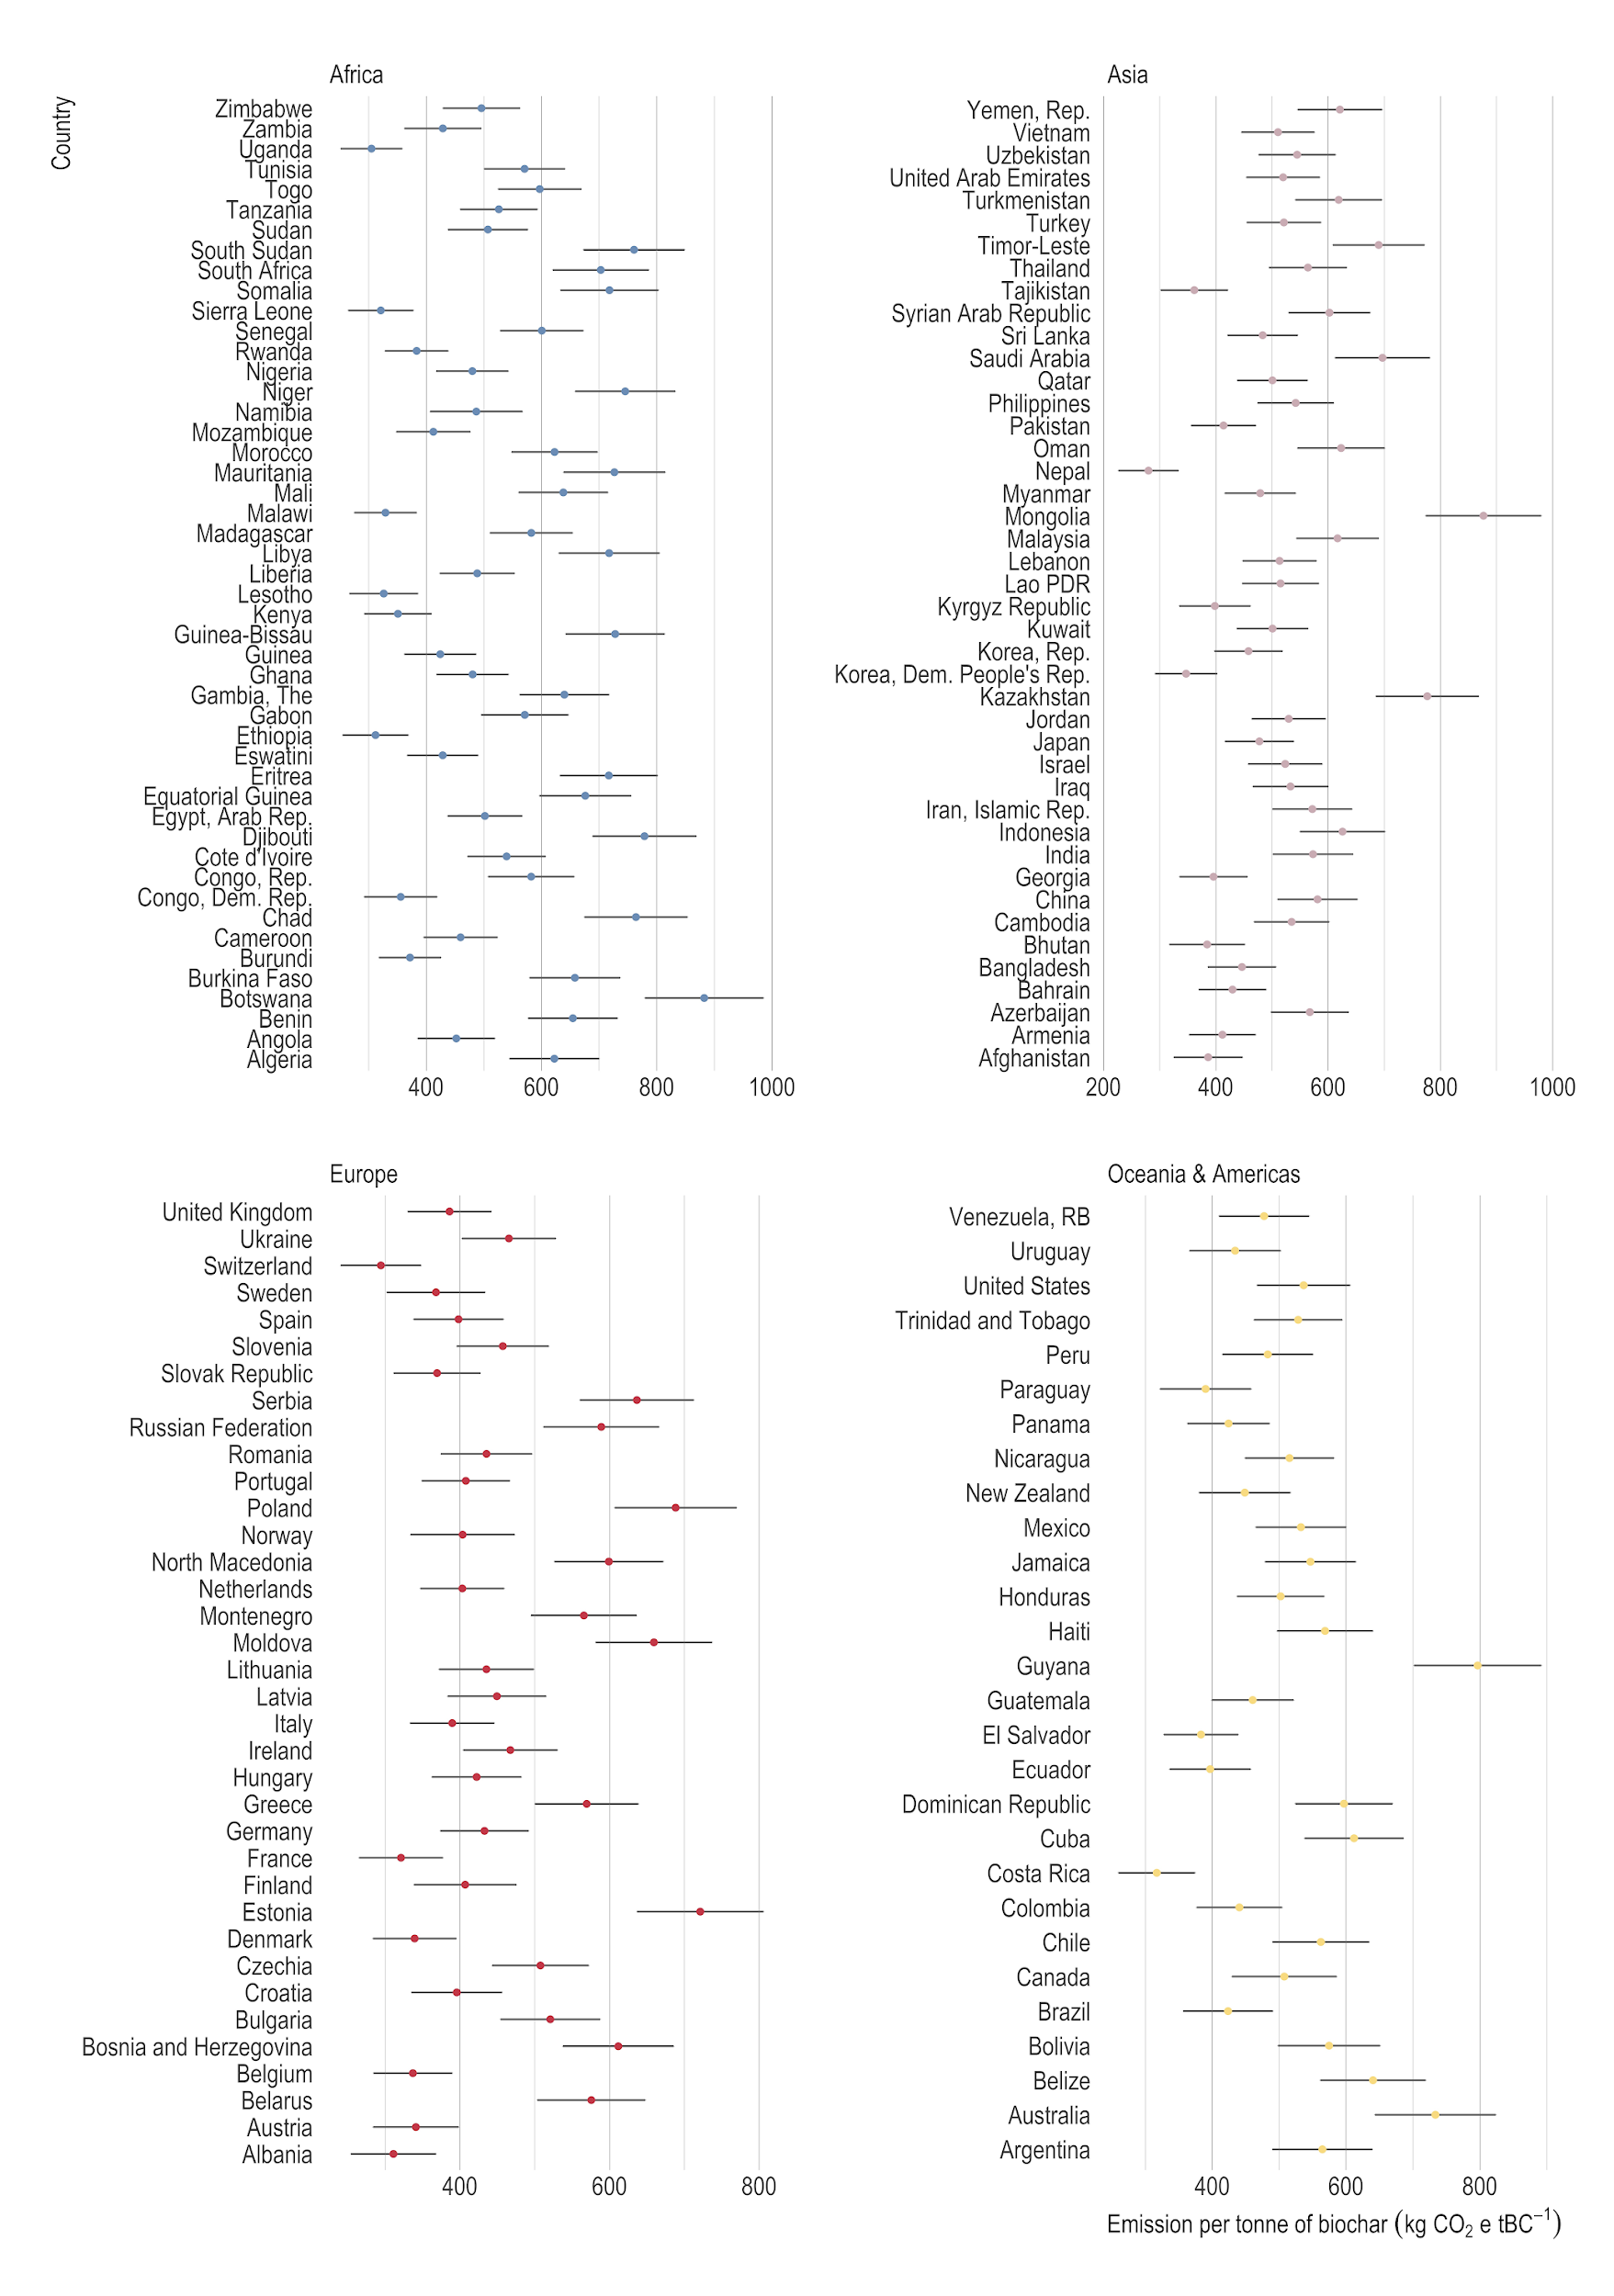 Country
Africa
Zimbabwe
Zambia
Uganda
Tunisia
Togo
Tanzania
Sudan
South Sudan
South Africa
Somalia
Sierra Leone
Senegal
Rwanda
Nigeria
Niger
Namibia
Mozambique
Morocco
Mauritania
Mali
Malawi
Madagascar
Libya
Liberia
Lesotho
Kenya
Guinea-Bissau
Guinea
Ghana
Gambia, The
Gabon
Ethiopia
Eswatini
Eritrea
Equatorial Guinea
Egypt, Arab Rep.
Djibouti
Cote d'Ivoire
Congo, Rep.
Congo, Dem. Rep.
Chad
Cameroon
Burundi
Burkina Faso
Botswana
Benin
Angola
Algeria
400 600 800 1000
Asia
Yemen, Rep.
Vietnam
Uzbekistan
United Arab Emirates
Turkmenistan
Turkey
Timor-Leste
Thailand
Tajikistan
Syrian Arab Republic
Sri Lanka
Saudi Arabia
Qatar
Philippines
Pakistan
Oman
Nepal
Myanmar
Mongolia
Malaysia
Lebanon
Lao PDR
Kyrgyz Republic
Kuwait
Korea, Rep.
Korea, Dem. People's Rep.
Kazakhstan
Jordan
Japan
Israel
Iraq
Iran, Islamic Rep.
Indonesia
India
Georgia
China
Cambodia
Bhutan
Bangladesh
Bahrain
Azerbaijan
Armenia
Afghanistan
200 400 600 800 1000
Europe
United Kingdom
Ukraine
Switzerland
Sweden
Spain
Slovenia
Slovak Republic
Serbia
Russian Federation
Romania
Portugal
Poland
Norway
North Macedonia
Netherlands
Montenegro
Moldova
Lithuania
Latvia
Italy
Ireland
Hungary
Greece
Germany
France
Finland
Estonia
Denmark
Czechia
Croatia
Bulgaria
Bosnia and Herzegovina
Belgium
Belarus
Austria
Albania
400 600 800
Oceania & Americas
Venezuela, RB
Uruguay
United States
Trinidad and Tobago
Peru
Paraguay
Panama
Nicaragua
New Zealand
Mexico
Jamaica
Honduras
Haiti
Guyana
Guatemala
El Salvador
Ecuador
Dominican Republic
Cuba
Costa Rica
Colombia
Chile
Canada
Brazil
Bolivia
Belize
Australia
Argentina
400 600 800
Emission per tonne of biochar (kg CO₂ e tBC⁻¹)